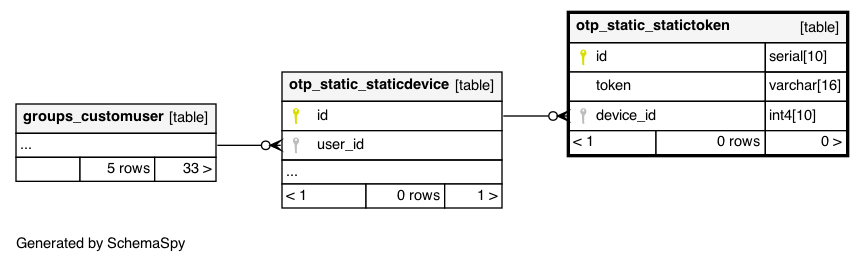 groups_customuser [table]
...
5 rows 33 >
otp_static_staticdevice [table]
id
user_id
...
< 1 0 rows 1 >
otp_static_statictoken [table]
id serial[10]
token varchar[16]
device_id int4[10]
< 1 0 rows 0 >
Generated by SchemaSpy